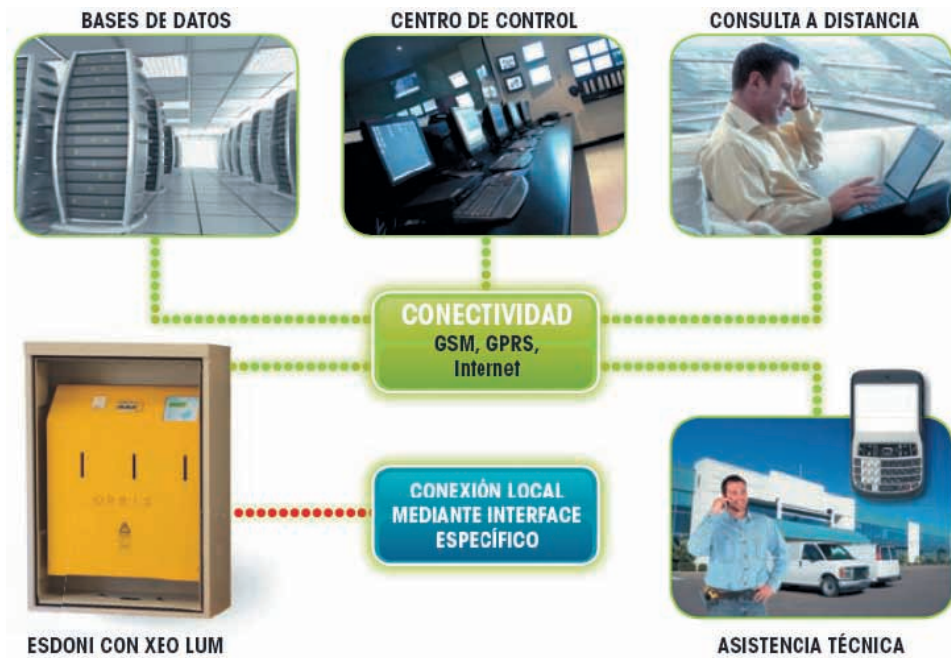 BASES DE DATOS
CENTRO DE CONTROL
CONSULTA A DISTANCIA
CONECTIVIDAD
GSM, GPRS,
Internet
ORBIS
CONEXIÓN LOCAL
MEDIANTE INTERFACE
ESPECÍFICO
ESDONI CON XEO LUM
ASISTENCIA TÉCNICA